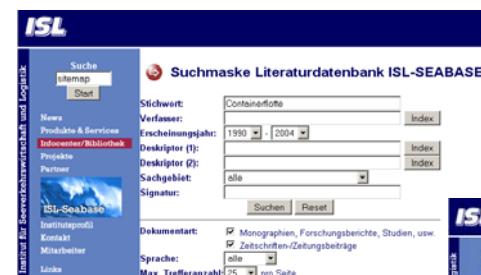 ISL
Institut für Seeverkehrswirtschaft und Logistik
Suche
sitemap
Start
News
Produkte & Services
Infocenter/Bibliothek
Projekte
Partner
ISL-Seabase
Institutsprofil
Kontakt
Mitarbeiter
Links
Suchmaske Literaturdatenbank ISL-SEABASE
Stichwort: Containerflotte
Verfasser: Index
Erscheinungsjahr: 1990 - 2004
Deskriptor (1): Index
Deskriptor (2): Index
Sachgebiet: alle
Signatur:
Suchen Reset
Dokumentart: Monographien, Forschungsberichte, Studien, usw.
Zeitschriften-/Zeitungsbeiträge
Sprache: alle
Max. Trefferanzahl: 25 pro Seite
IS